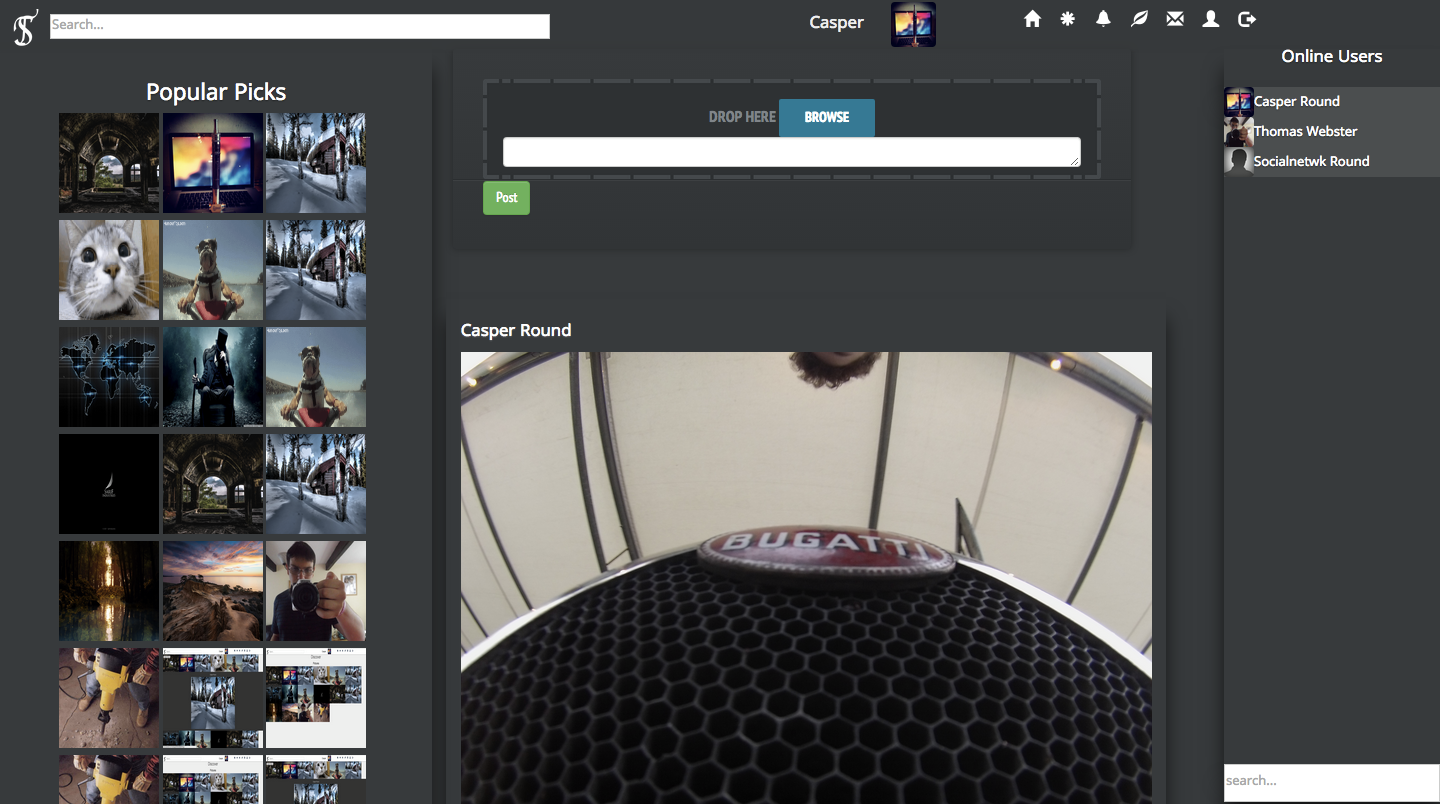 Search...
Casper
Popular Picks
DROP HERE
BROWSE
Post
Casper Round
BUGATTI
Online Users
Casper Round
Thomas Webster
Socialnetwk Round
search...